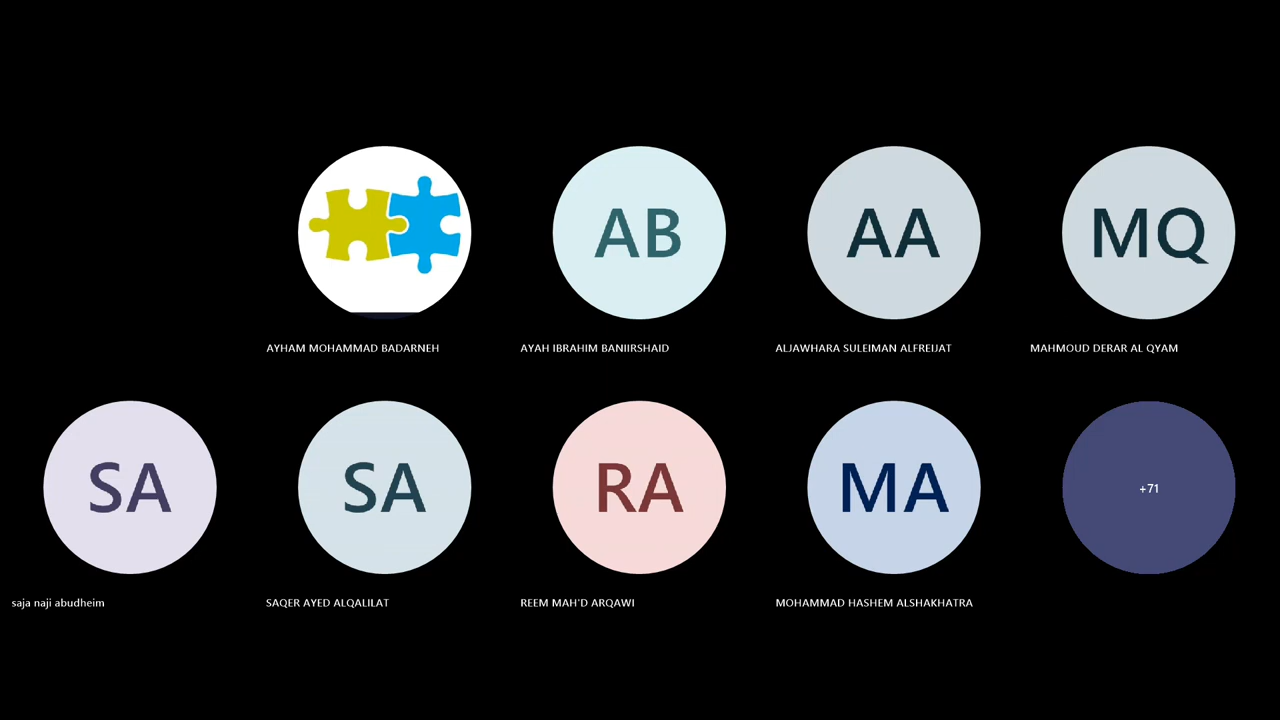 AB
AA
MQ
AYHAM MOHAMMAD BADARNEH
AYAH IBRAHIM BANIIRSHAID
ALJAWHARA SULEIMAN ALFREIJAT
MAHMOUD DERAR AL QYAM
SA
SA
RA
MA
+71
saja naji abudheim
SAQER AYED ALQALILAT
REEM MAH'D ARQAWI
MOHAMMAD HASHEM ALSHAKHATRA